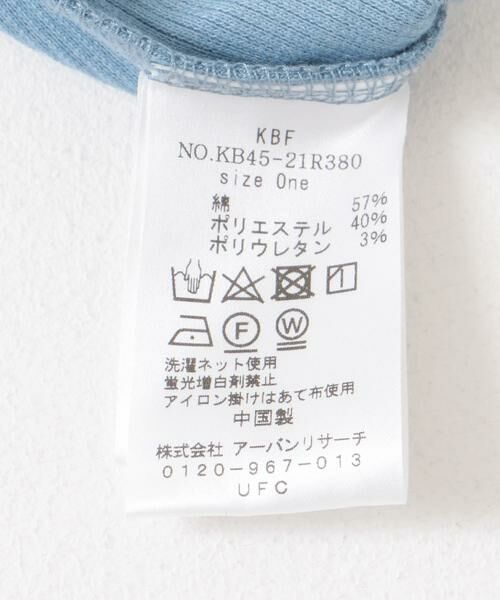 KBF
NO.KB45-21R380
size One
綿 57%
ポリエステル 40%
ポリウレタン 3%
F W
洗濯ネット使用
蛍光増白剤禁止
アイロン掛けはあて布使用
中国製
株式会社 アーバンリサーチ
0120-967-013
UFC